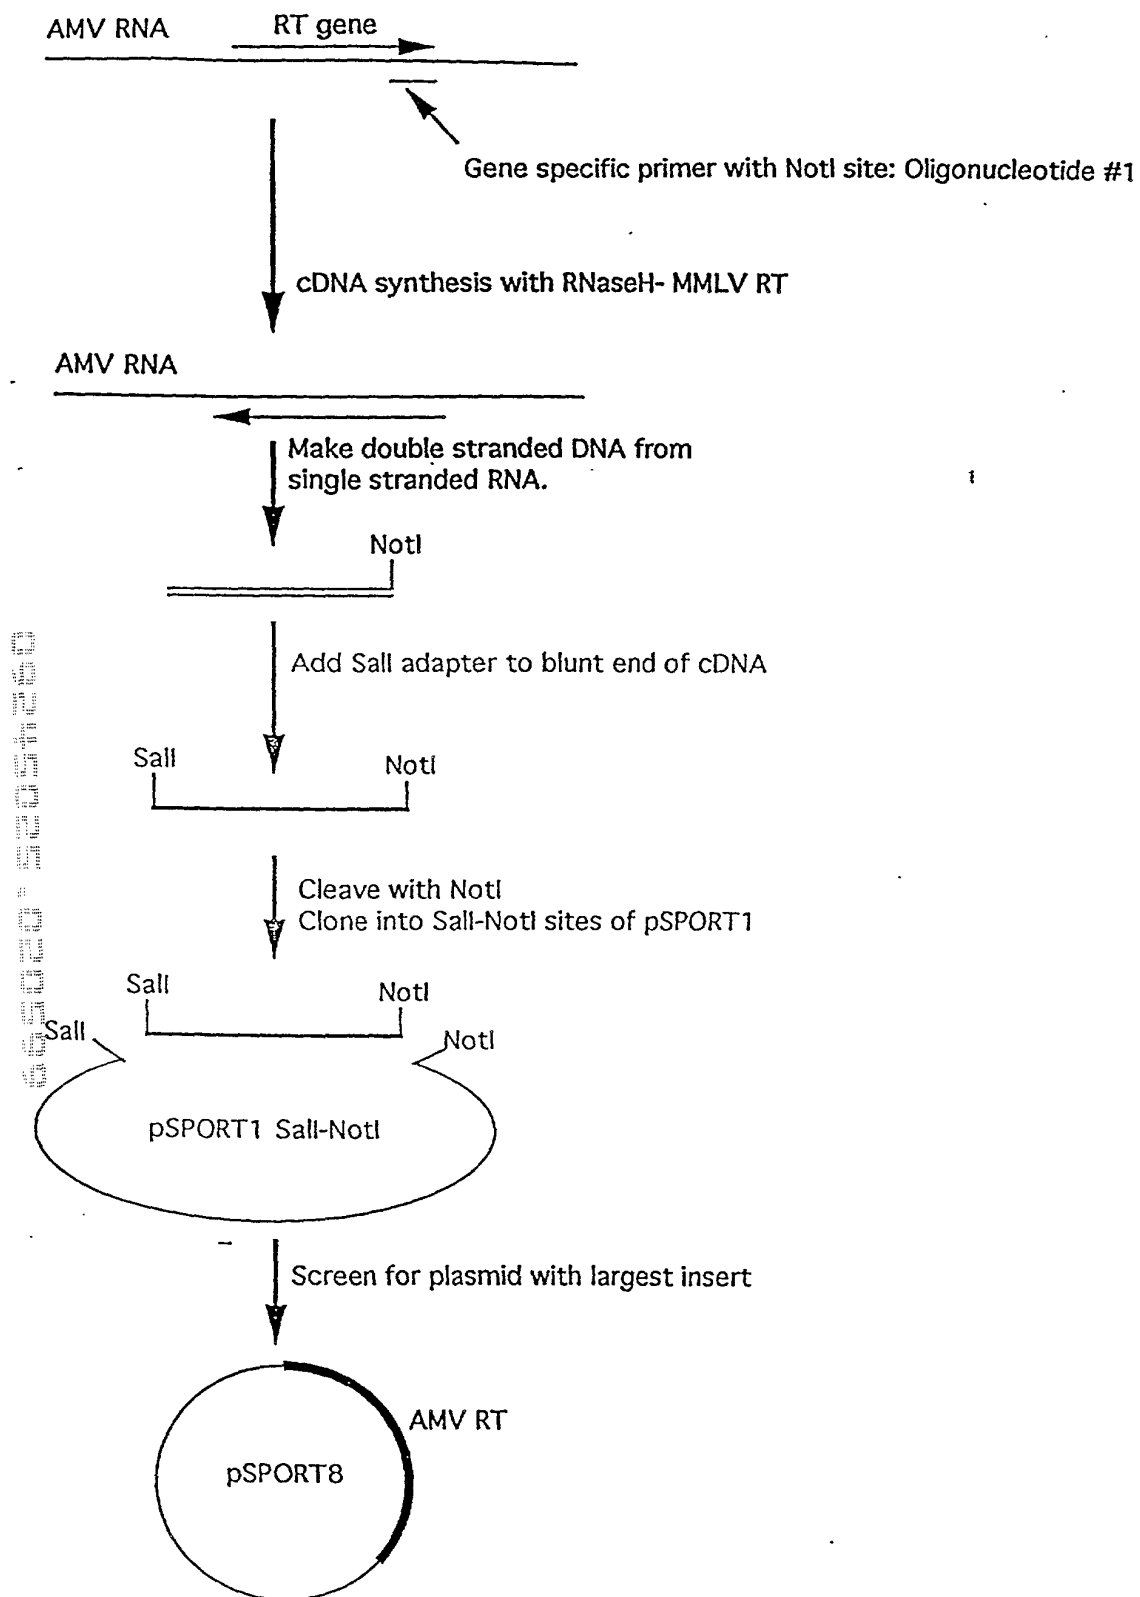 AMV RNA
RT gene
Gene specific primer with NotI site: Oligonucleotide #1
cDNA synthesis with RNaseH- MMLV RT
AMV RNA
Make double stranded DNA from
single stranded RNA.
NotI
Add SalI adapter to blunt end of cDNA
SalI
NotI
Cleave with NotI
Clone into SalI-NotI sites of pSPORT1
SalI
NotI
SalI
NotI
pSPORT1 SalI-NotI
Screen for plasmid with largest insert
AMV RT
pSPORT8